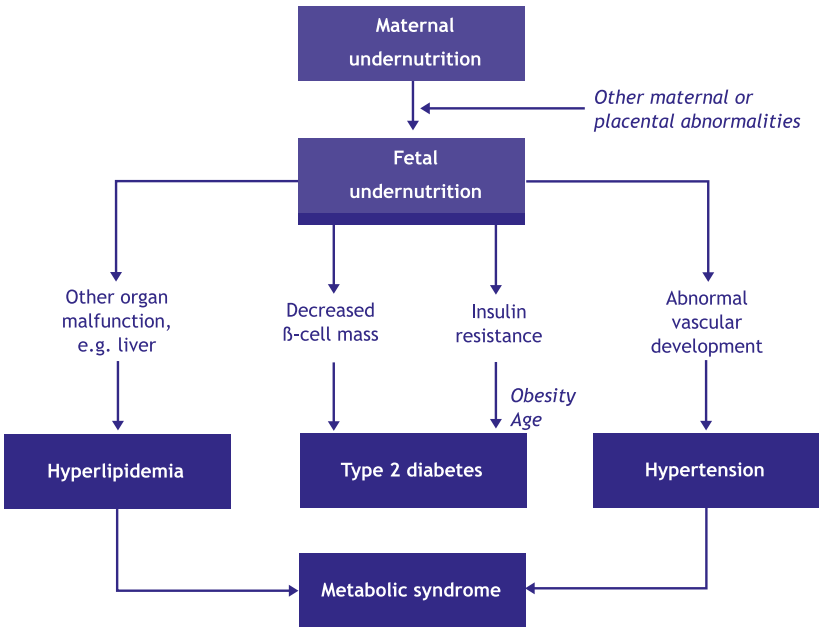 Maternal
undernutrition
Other maternal or
placental abnormalities
Fetal
undernutrition
Other organ
malfunction,
e.g. liver
Decreased
ß-cell mass
Insulin
resistance
Abnormal
vascular
development
Obesity
Age
Hyperlipidemia
Type 2 diabetes
Hypertension
Metabolic syndrome